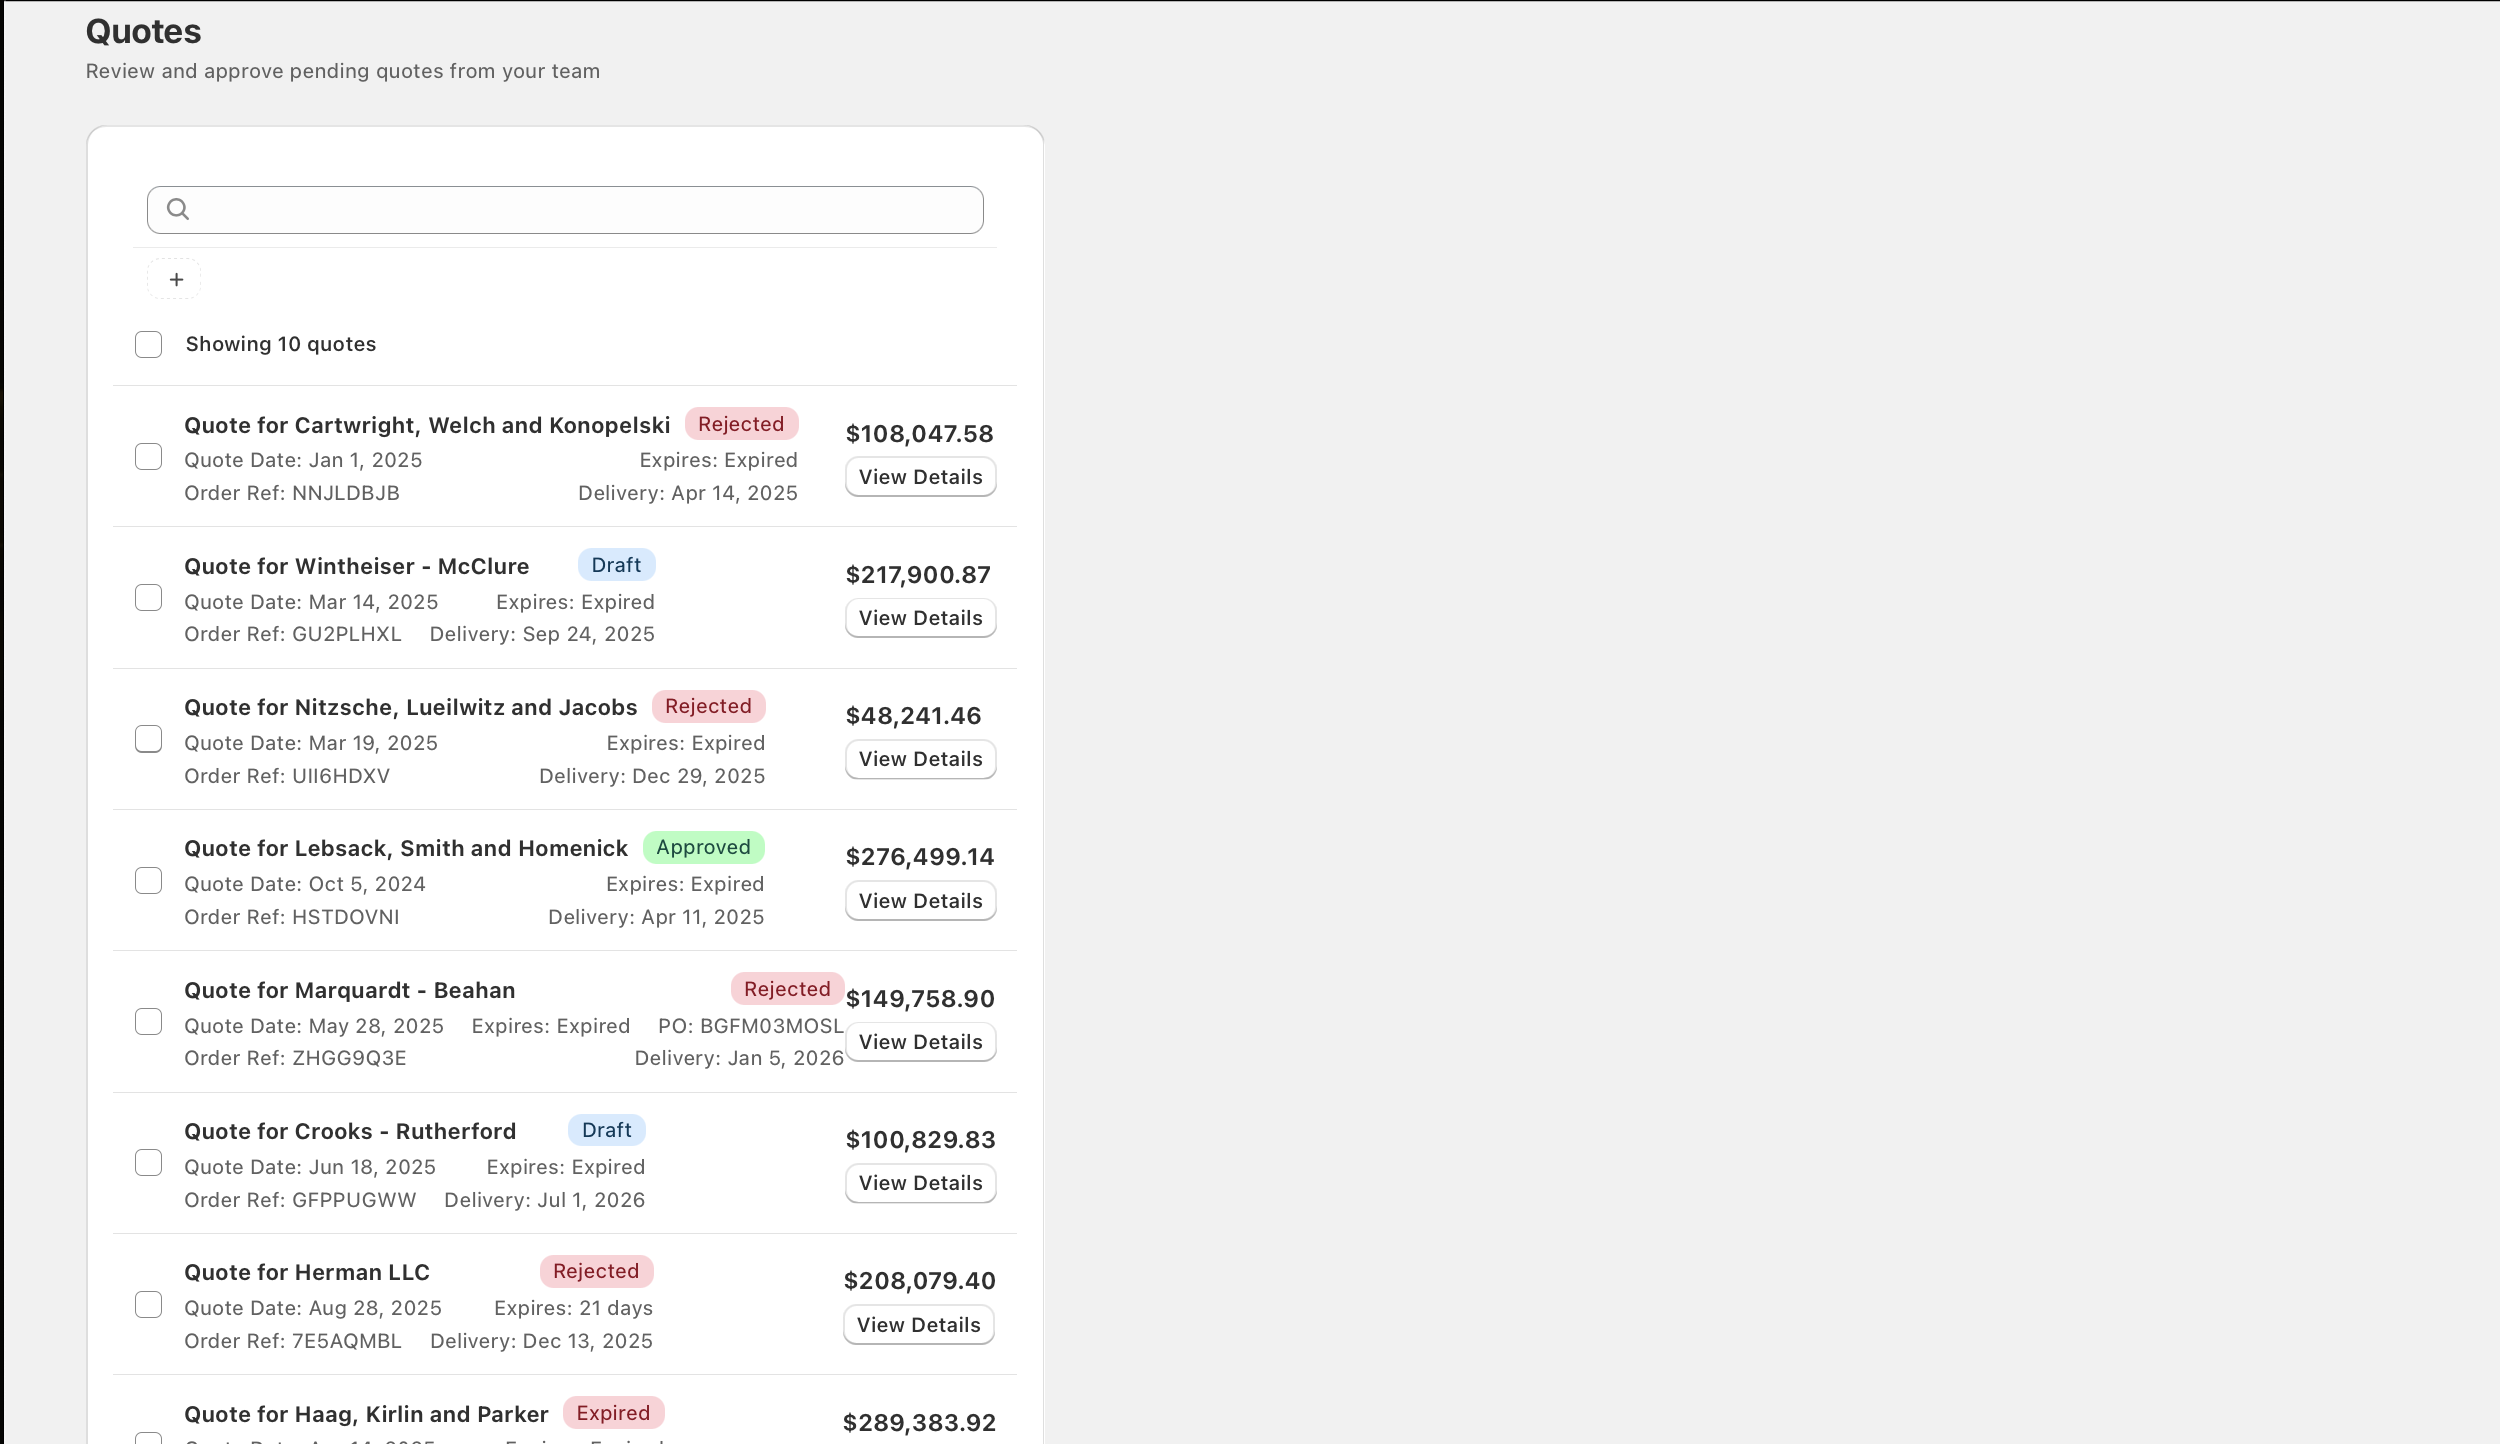 Quotes
Review and approve pending quotes from your team
+
Showing 10 quotes
Quote for Cartwright, Welch and Konopelski Rejected
$108,047.58
Quote Date: Jan 1, 2025 Expires: Expired
View Details
Order Ref: NNJLDBJB Delivery: Apr 14, 2025
Quote for Wintheiser - McClure Draft
$217,900.87
Quote Date: Mar 14, 2025 Expires: Expired
View Details
Order Ref: GU2PLHXL Delivery: Sep 24, 2025
Quote for Nitzsche, Lueilwitz and Jacobs Rejected
$48,241.46
Quote Date: Mar 19, 2025 Expires: Expired
View Details
Order Ref: UII6HDXV Delivery: Dec 29, 2025
Quote for Lebsack, Smith and Homenick Approved
$276,499.14
Quote Date: Oct 5, 2024 Expires: Expired
View Details
Order Ref: HSTDOVNI Delivery: Apr 11, 2025
Quote for Marquardt - Beahan Rejected
$149,758.90
Quote Date: May 28, 2025 Expires: Expired PO: BGFM03MOSL
View Details
Order Ref: ZHGG9Q3E Delivery: Jan 5, 2026
Quote for Crooks - Rutherford Draft
$100,829.83
Quote Date: Jun 18, 2025 Expires: Expired
View Details
Order Ref: GFPPUGWW Delivery: Jul 1, 2026
Quote for Herman LLC Rejected
$208,079.40
Quote Date: Aug 28, 2025 Expires: 21 days
View Details
Order Ref: 7E5AQMBL Delivery: Dec 13, 2025
Quote for Haag, Kirlin and Parker Expired
$289,383.92